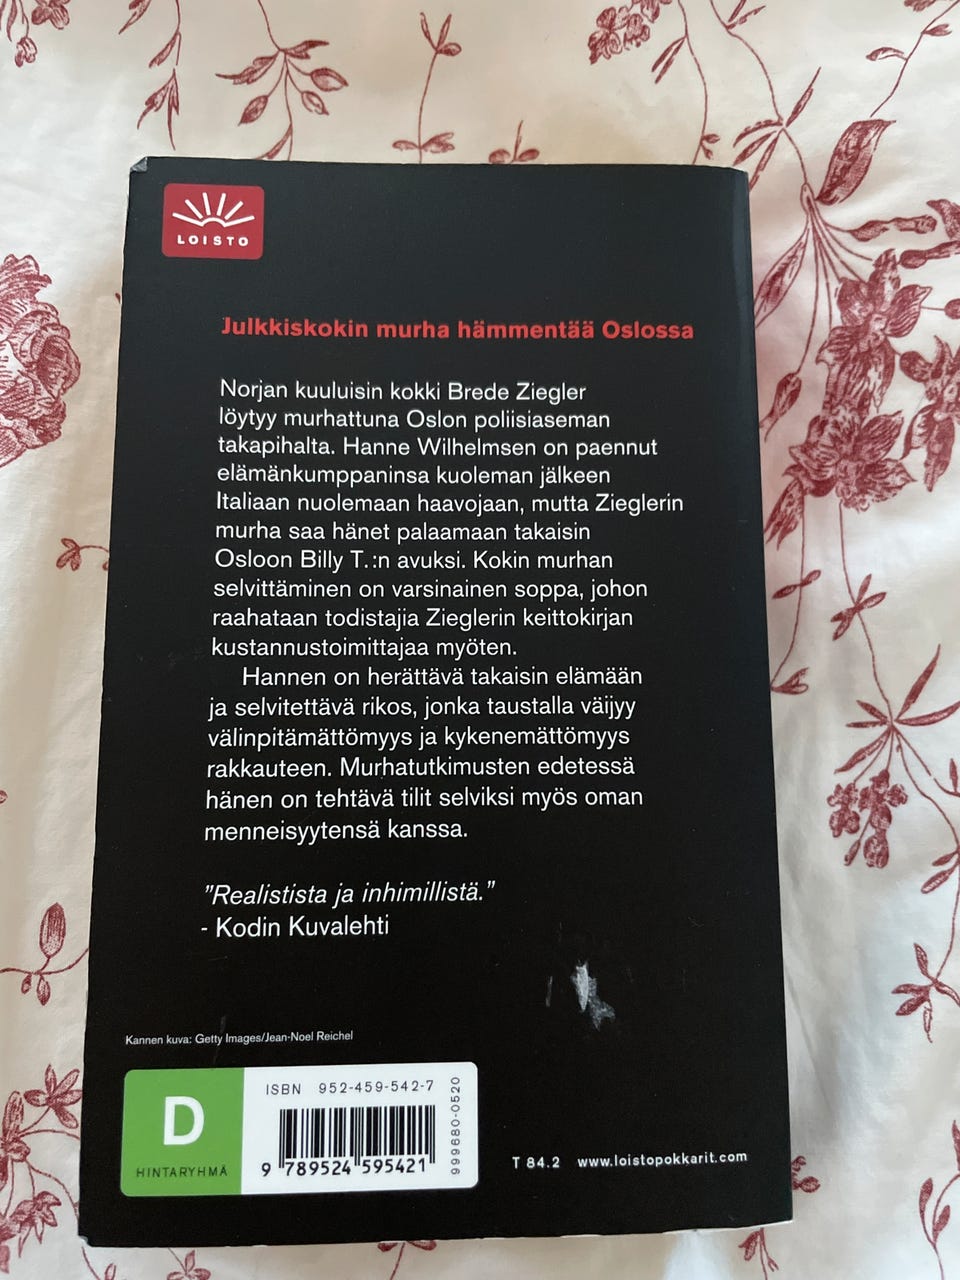 LOISTO
Julkkiskokin murha hämmentää Oslossa
Norjan kuuluisin kokki Brede Ziegler
löytyy murhattuna Oslon poliisiaseman
takapihalta. Hanne Wilhelmsen on paennut
elämänkumppaninsa kuoleman jälkeen
Italiaan nuolemaan haavojaan, mutta Zieglerin
murha saa hänet palaamaan takaisin
Osloon Billy T.:n avuksi. Kokin murhan
selvittäminen on varsinainen soppa, johon
raahataan todistajia Zieglerin keittokirjan
kustannustoimittajaa myöten.
Hannen on herättävä takaisin elämään
ja selvitettävä rikos, jonka taustalla väijyy
välinpitämättömyys ja kykenemättömyys
rakkauteen. Murhatutkimusten edetessä
hänen on tehtävä tilit selviksi myös oman
menneisyytensä kanssa.
"Realistista ja inhimillistä."
- Kodin Kuvalehti
Kannen kuva: Getty Images/Jean-Noel Reichel
D
HINTARYHMÄ
ISBN 952-459-542-7
9 789524 595421
999680-0520
T 84.2 www.loistopokkarit.com